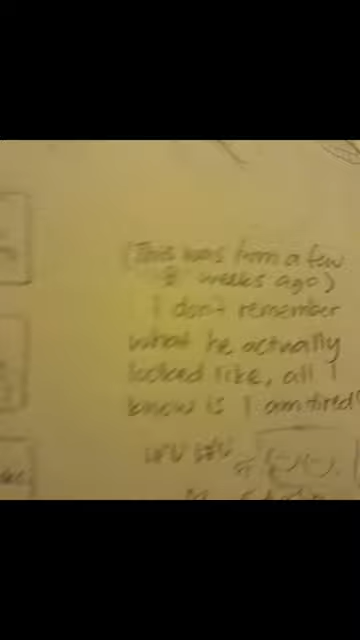 (This was from a few
weeks ago)
I don't remember
what he actually
looked like, all I
know is I am tired